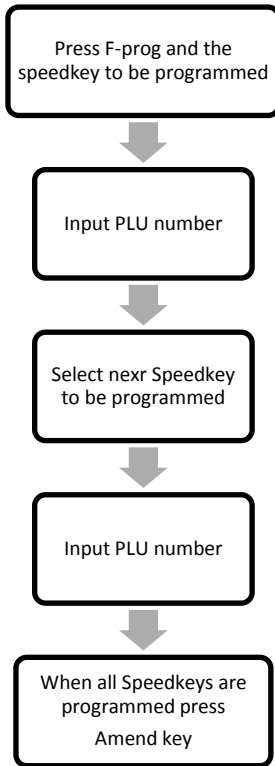 Press F-prog and the
speedkey to be programmed
Input PLU number
Select nexr Speedkey
to be programmed
Input PLU number
When all Speedkeys are
programmed press
Amend key